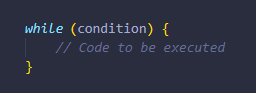 while (condition) {
    // Code to be executed
}